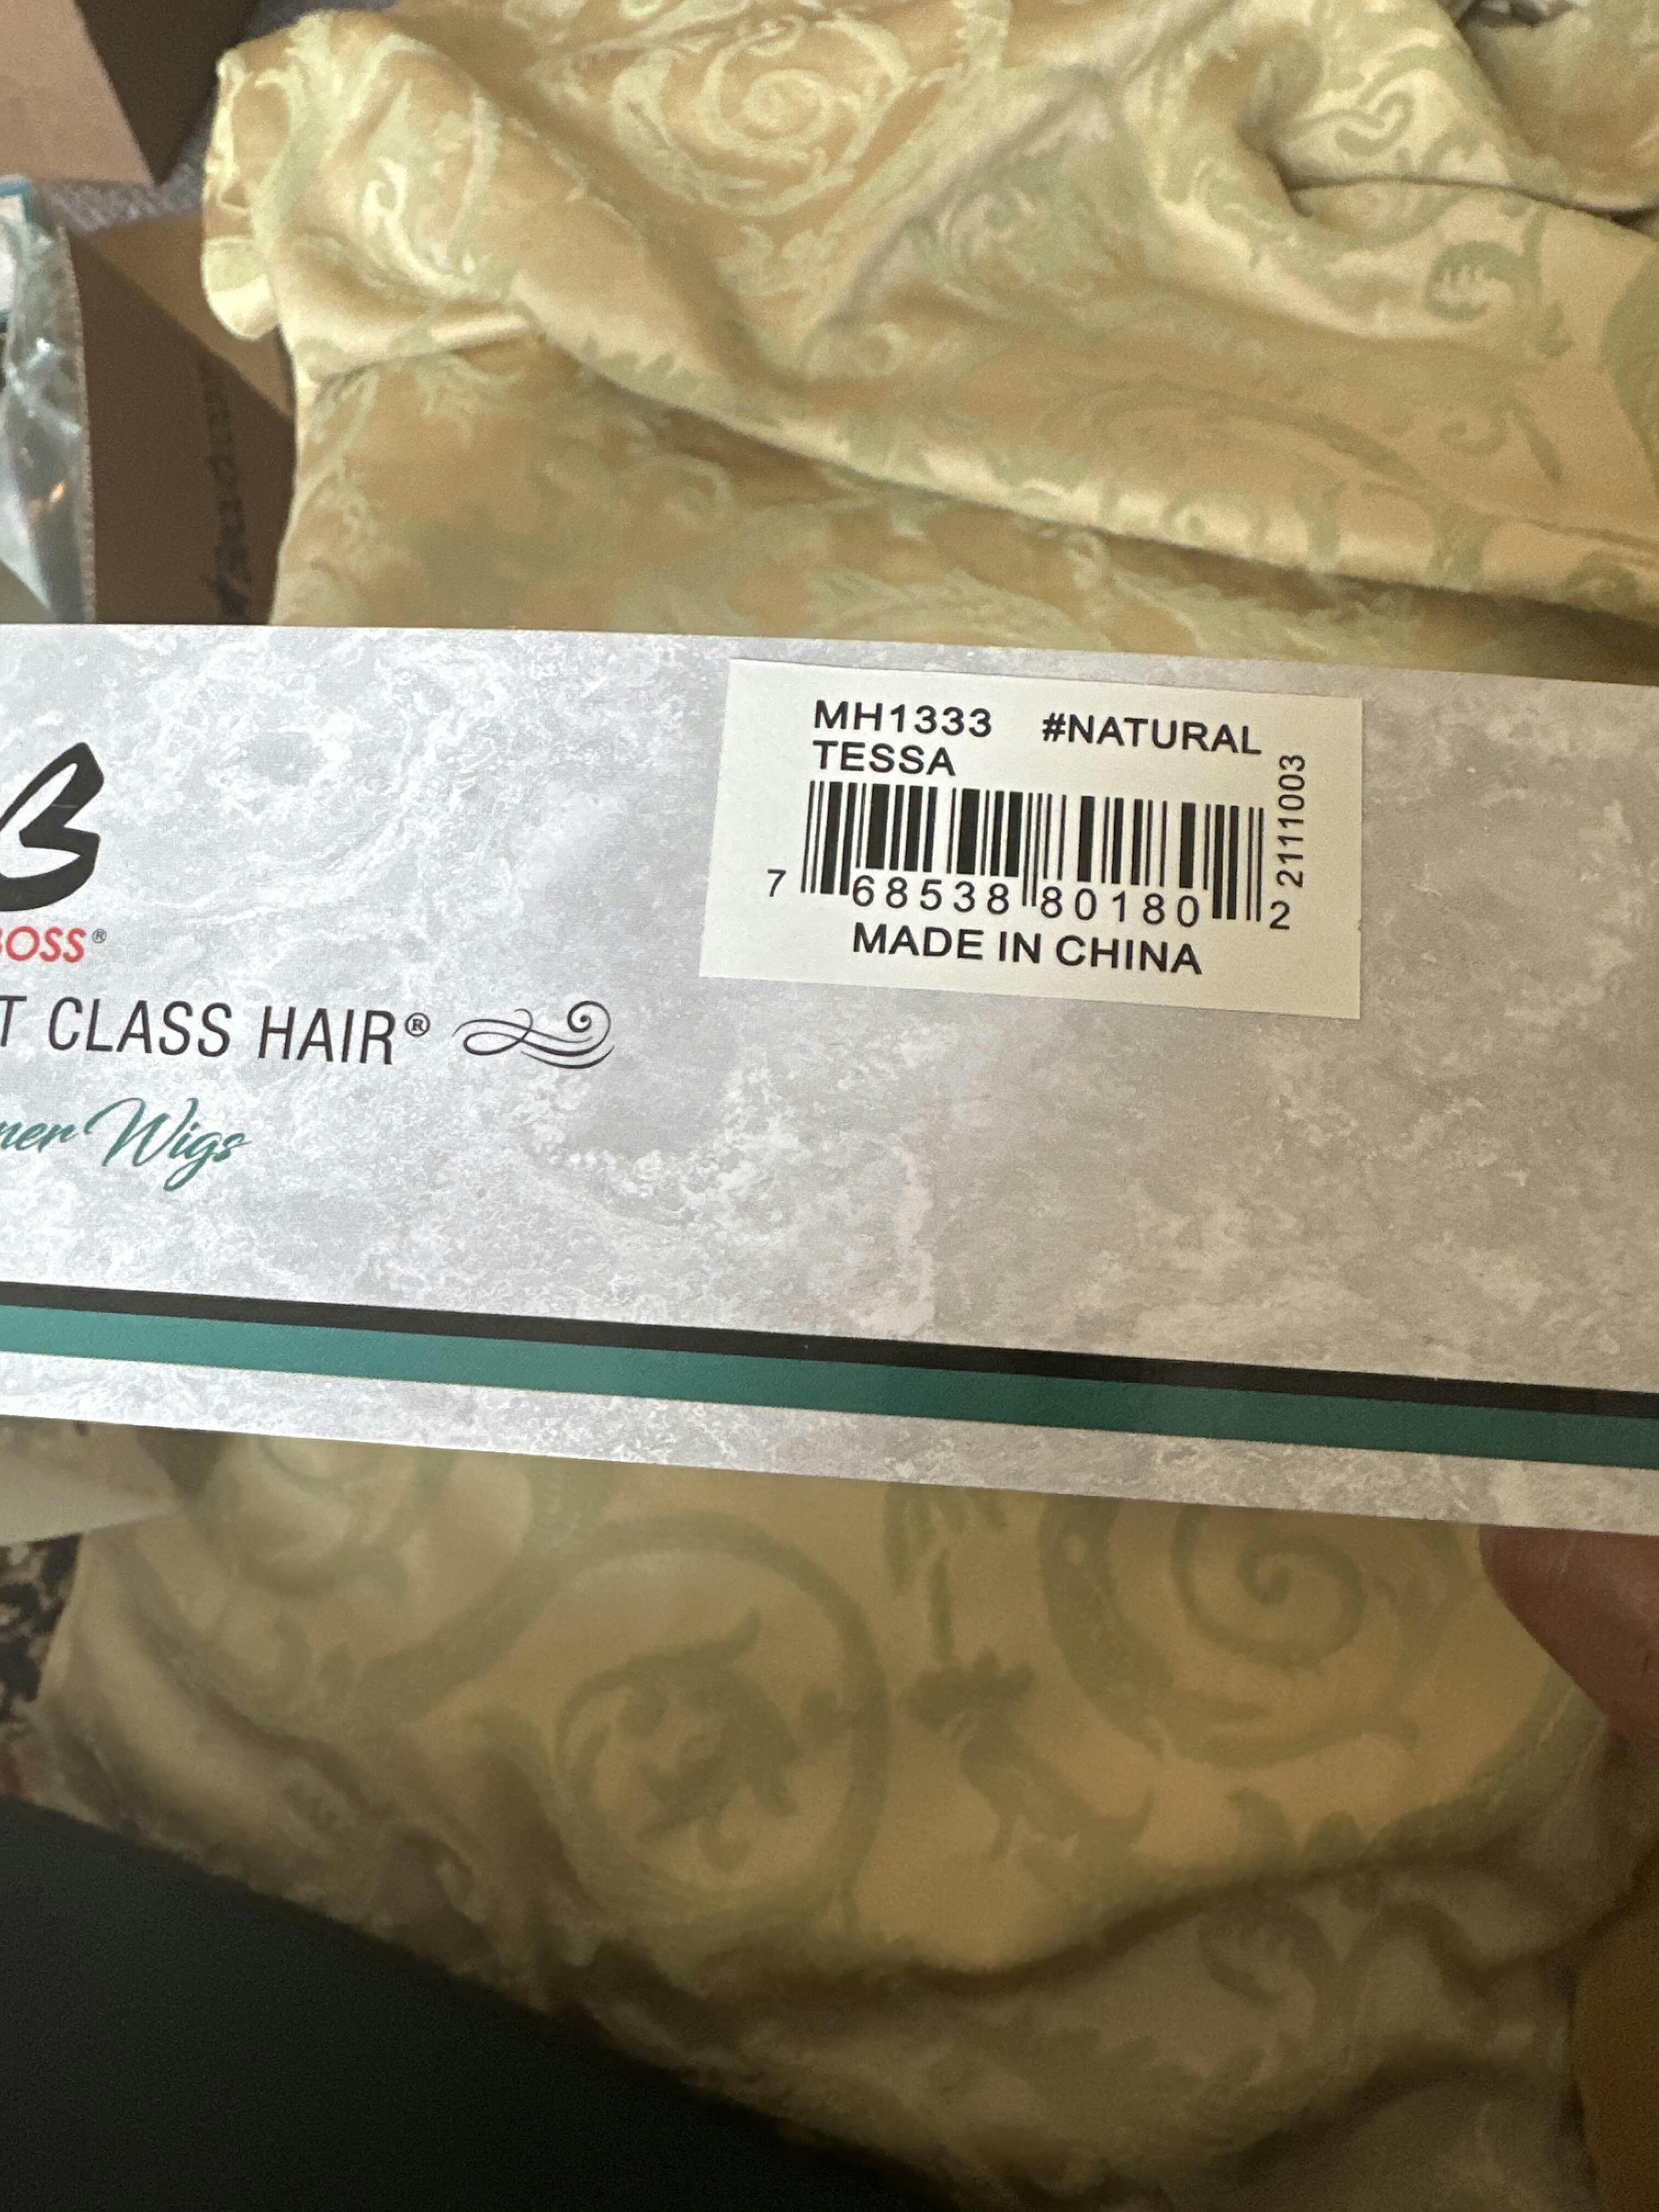 MH1333 #NATURAL
TESSA
2111003
7 68538 80180 2
MADE IN CHINA
B
BOSS®
T CLASS HAIR®
ner Wigs